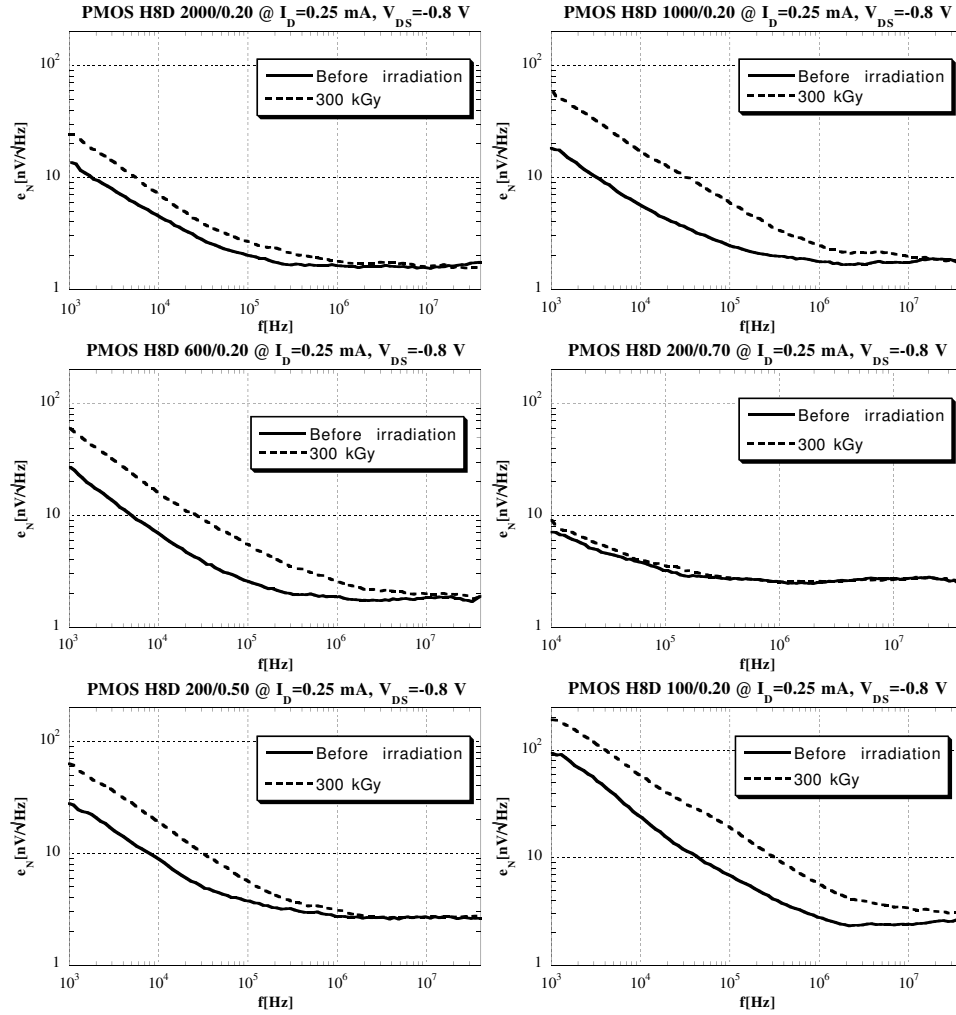 PMOS H8D 2000/0.20 @ I_D=0.25 mA, V_DS=-0.8 V
e_N [nV/√Hz]
10^2
10
1
Before irradiation
300 kGy
10^3 10^4 10^5 10^6 10^7
f[Hz]
PMOS H8D 1000/0.20 @ I_D=0.25 mA, V_DS=-0.8 V
e_N [nV/√Hz]
10^2
10
1
Before irradiation
300 kGy
10^3 10^4 10^5 10^6 10^7
f[Hz]
PMOS H8D 600/0.20 @ I_D=0.25 mA, V_DS=-0.8 V
e_N [nV/√Hz]
10^2
10
1
Before irradiation
300 kGy
10^3 10^4 10^5 10^6 10^7
f[Hz]
PMOS H8D 200/0.70 @ I_D=0.25 mA, V_DS=-0.8 V
e_N [nV/√Hz]
10^2
10
1
Before irradiation
300 kGy
10^4 10^5 10^6 10^7
f[Hz]
PMOS H8D 200/0.50 @ I_D=0.25 mA, V_DS=-0.8 V
e_N [nV/√Hz]
10^2
10
1
Before irradiation
300 kGy
10^3 10^4 10^5 10^6 10^7
f[Hz]
PMOS H8D 100/0.20 @ I_D=0.25 mA, V_DS=-0.8 V
e_N [nV/√Hz]
10^2
10
1
Before irradiation
300 kGy
10^3 10^4 10^5 10^6 10^7
f[Hz]